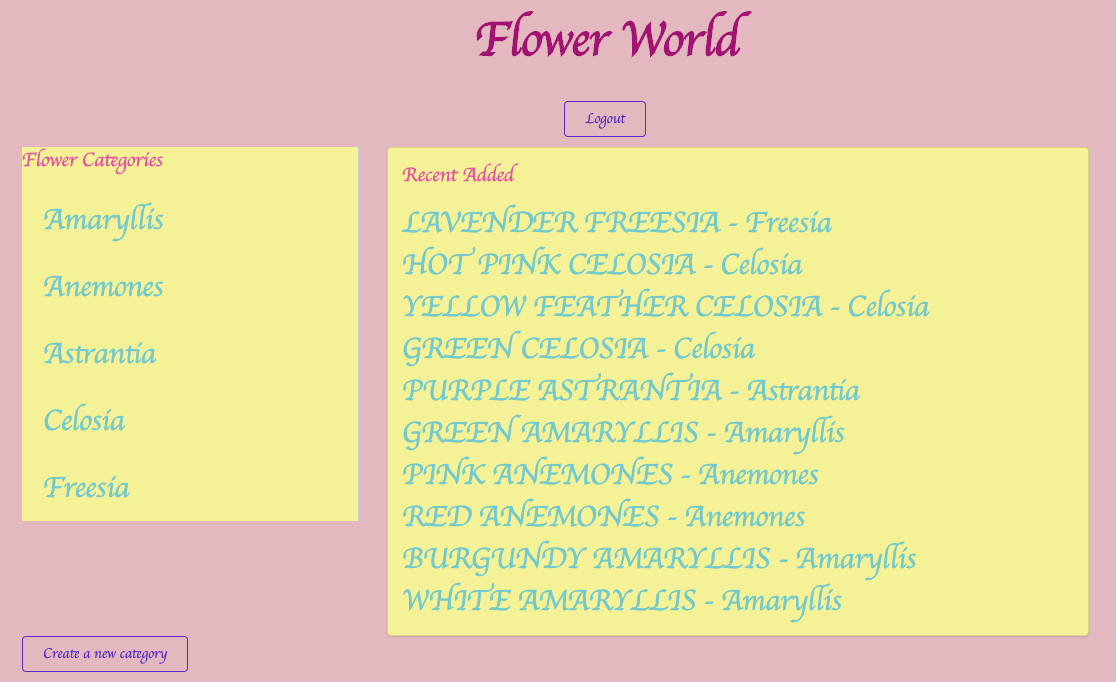 Flower World
Logout
Flower Categories
Amaryllis
Anemones
Astrantia
Celosia
Freesia
Create a new category
Recent Added
LAVENDER FREESIA - Freesia
HOT PINK CELOSIA - Celosia
YELLOW FEATHER CELOSIA - Celosia
GREEN CELOSIA - Celosia
PURPLE ASTRANTIA - Astrantia
GREEN AMARYLLIS - Amaryllis
PINK ANEMONES - Anemones
RED ANEMONES - Anemones
BURGUNDY AMARYLLIS - Amaryllis
WHITE AMARYLLIS - Amaryllis